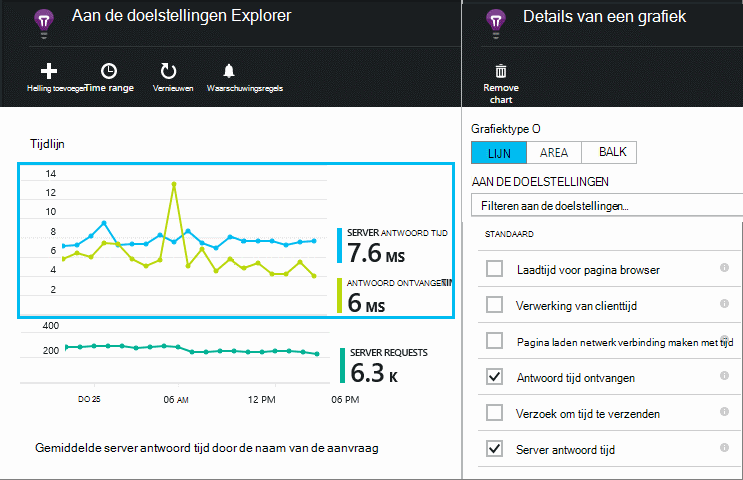 Aan de doelstellingen Explorer
Helling toevoegen
Time range
Vernieuwen
Waarschuwingsregels
Tijdlijn
14
12
10
8
6
4
2
SERVER ANTWOORD TIJD
7.6 MS
ANTWOORD ONTVANGEN
6 MS
400
200
SERVER REQUESTS
6.3 K
DO 25
06 AM
12 PM
06 PM
Gemiddelde server antwoord tijd door de naam van de aanvraag
Details van een grafiek
Remove
chart
Grafiektype O
LIJN
AREA
BALK
AAN DE DOELSTELLINGEN
Filteren aan de doelstellingen...
STANDAARD
Laadtijd voor pagina browser
Verwerking van clienttijd
Pagina laden netwerk verbinding maken met tijd
Antwoord tijd ontvangen
Verzoek om tijd te verzenden
Server antwoord tijd